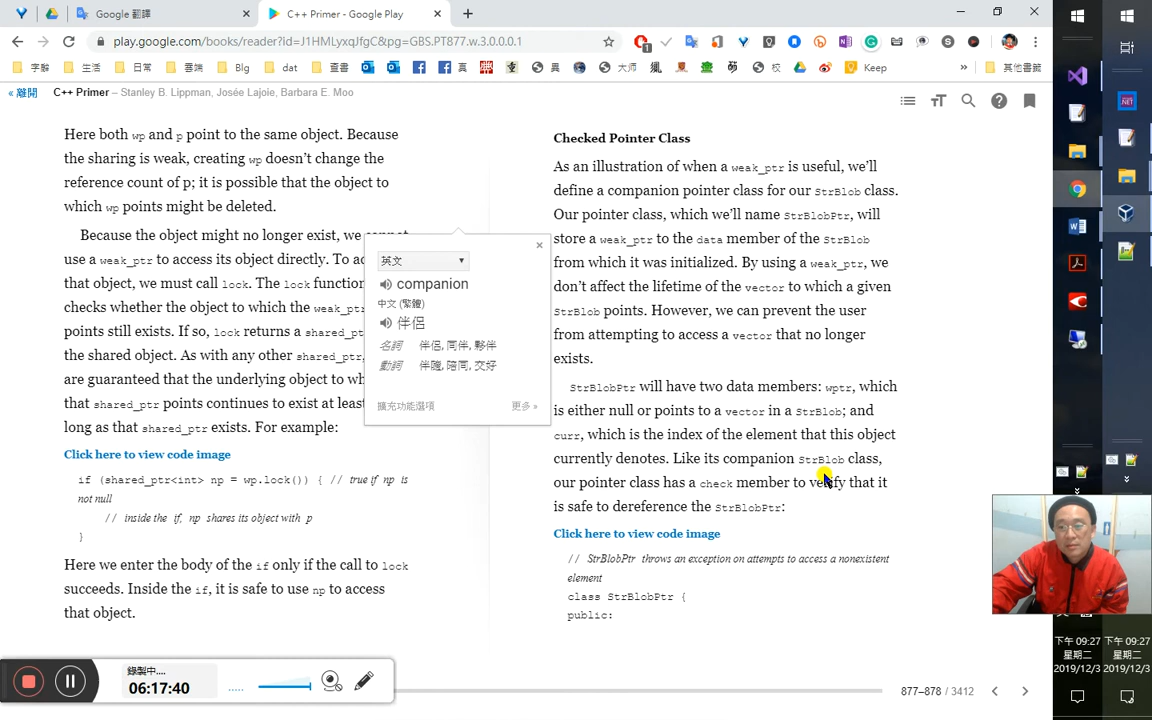 Google 翻譯
C++ Primer - Google Play
play.google.com/books/reader?id=J1HMLyxqJfgC&pg=GBS.PT877.w.3.0.0.0.1
字辭
生活
日常
雲端
Blg
dat
查書
真
異
大師
校
Keep
»
其他書籤
« 離開
C++ Primer – Stanley B. Lippman, Josée Lajoie, Barbara E. Moo
Here both wp and p point to the same object. Because
the sharing is weak, creating wp doesn’t change the
reference count of p; it is possible that the object to
which wp points might be deleted.
Because the object might no longer exist, we cannot
use a weak_ptr to access its object directly. To ac
that object, we must call lock. The lock function
checks whether the object to which the weak_pt
points still exists. If so, lock returns a shared_pt
the shared object. As with any other shared_ptr,
are guaranteed that the underlying object to wh
that shared_ptr points continues to exist at least
long as that shared_ptr exists. For example:
Click here to view code image
if (shared_ptr<int> np = wp.lock()) { // true if np is
not null
// inside the if, np shares its object with p
}
Here we enter the body of the if only if the call to lock
succeeds. Inside the if, it is safe to use np to access
that object.
英文
companion
中文 (繁體)
伴侶
名詞 伴侶, 同伴, 夥伴
動詞 伴隨, 陪同, 交好
擴充功能選項
更多 »
Checked Pointer Class
As an illustration of when a weak_ptr is useful, we’ll
define a companion pointer class for our StrBlob class.
Our pointer class, which we’ll name StrBlobPtr, will
store a weak_ptr to the data member of the StrBlob
from which it was initialized. By using a weak_ptr, we
don’t affect the lifetime of the vector to which a given
StrBlob points. However, we can prevent the user
from attempting to access a vector that no longer
exists.
StrBlobPtr will have two data members: wptr, which
is either null or points to a vector in a StrBlob; and
curr, which is the index of the element that this object
currently denotes. Like its companion StrBlob class,
our pointer class has a check member to verify that it
is safe to dereference the StrBlobPtr:
Click here to view code image
// StrBlobPtr throws an exception on attempts to access a nonexistent
element
class StrBlobPtr {
public:
錄製中....
06:17:40
877–878 / 3412
下午 09:27
星期二
2019/12/3
下午 09:27
星期二
2019/12/3